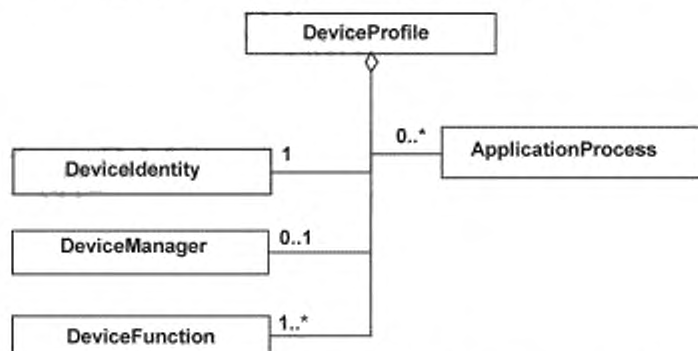 DeviceProfile
0..*
ApplicationProcess
1
DeviceIdentity
0..1
DeviceManager
1..*
DeviceFunction